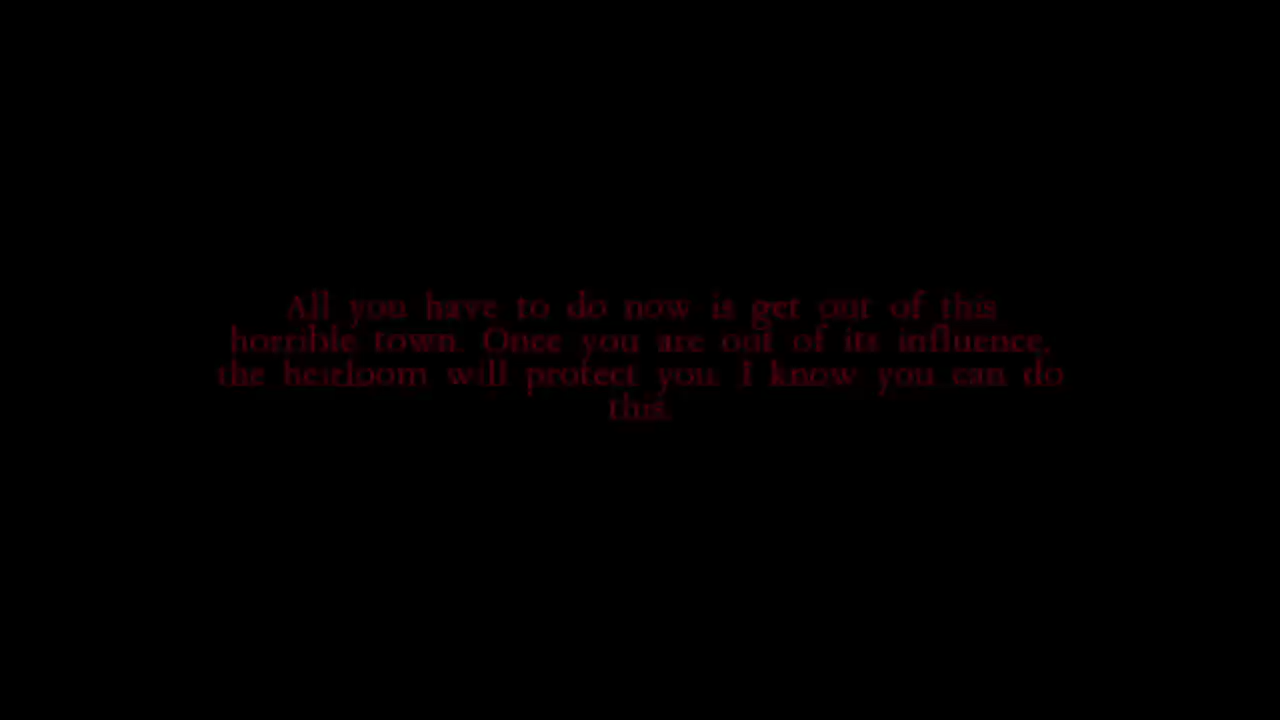 All you have to do now is get out of this
horrible town. Once you are out of its influence,
the heirloom will protect you. I know you can do
this.